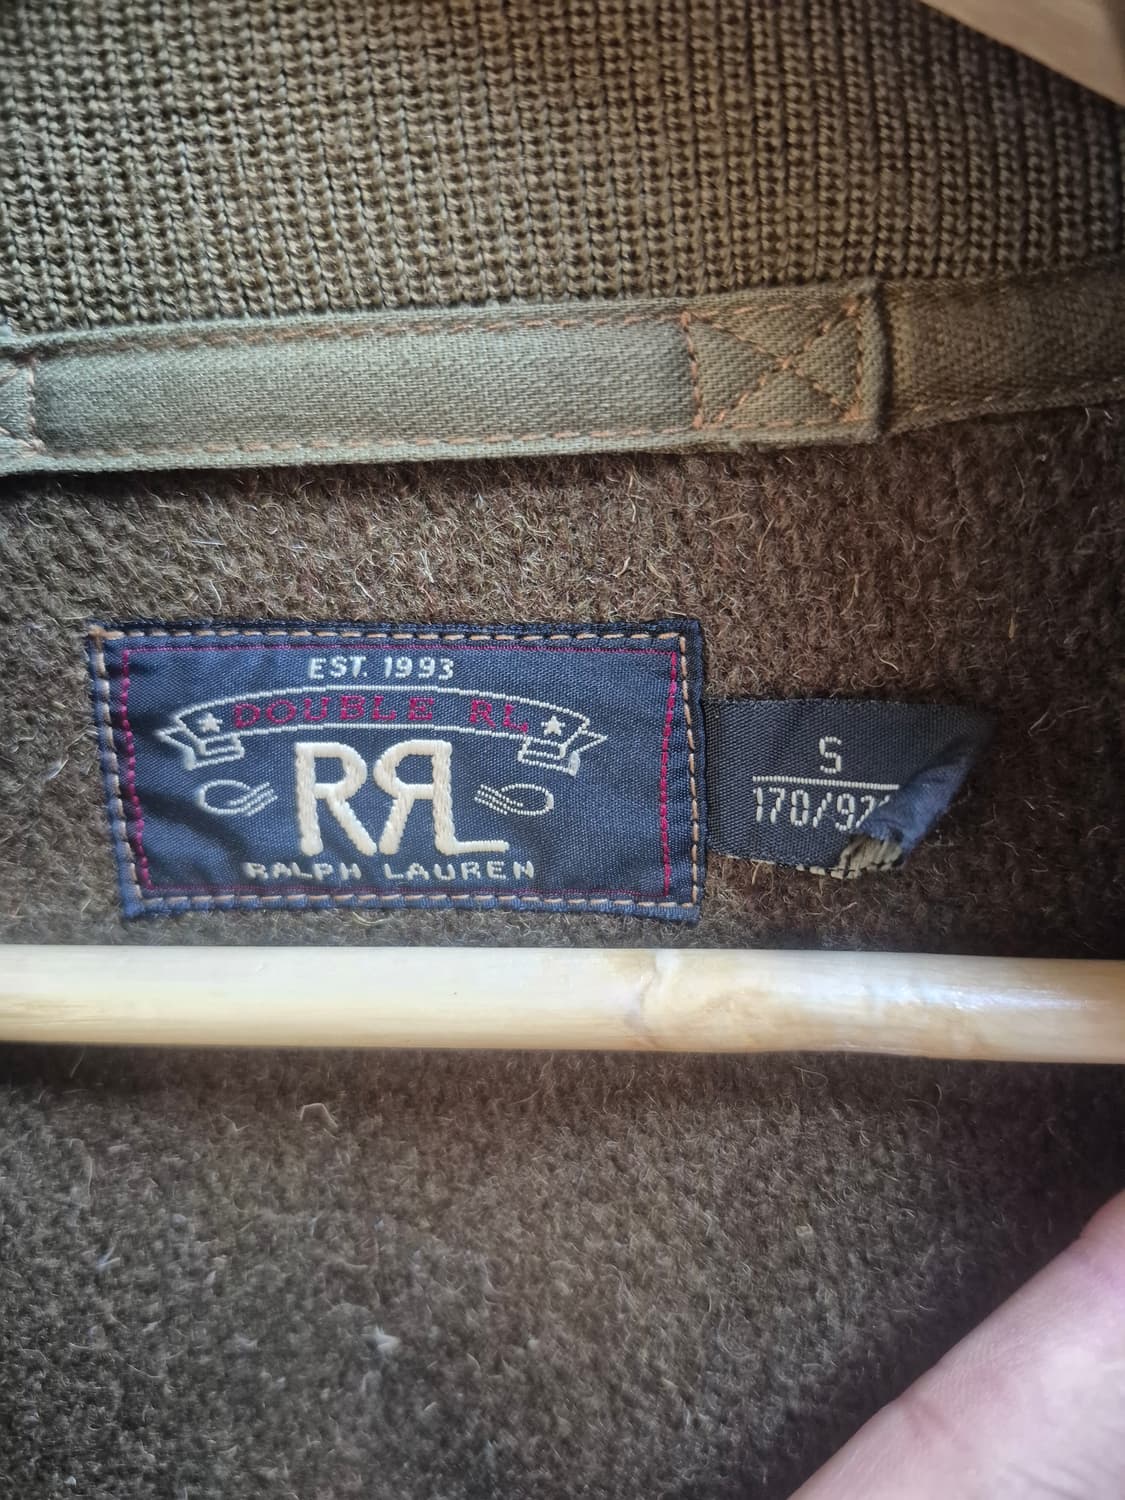 EST. 1993
DOUBLE RL
RRL
RALPH LAUREN
S